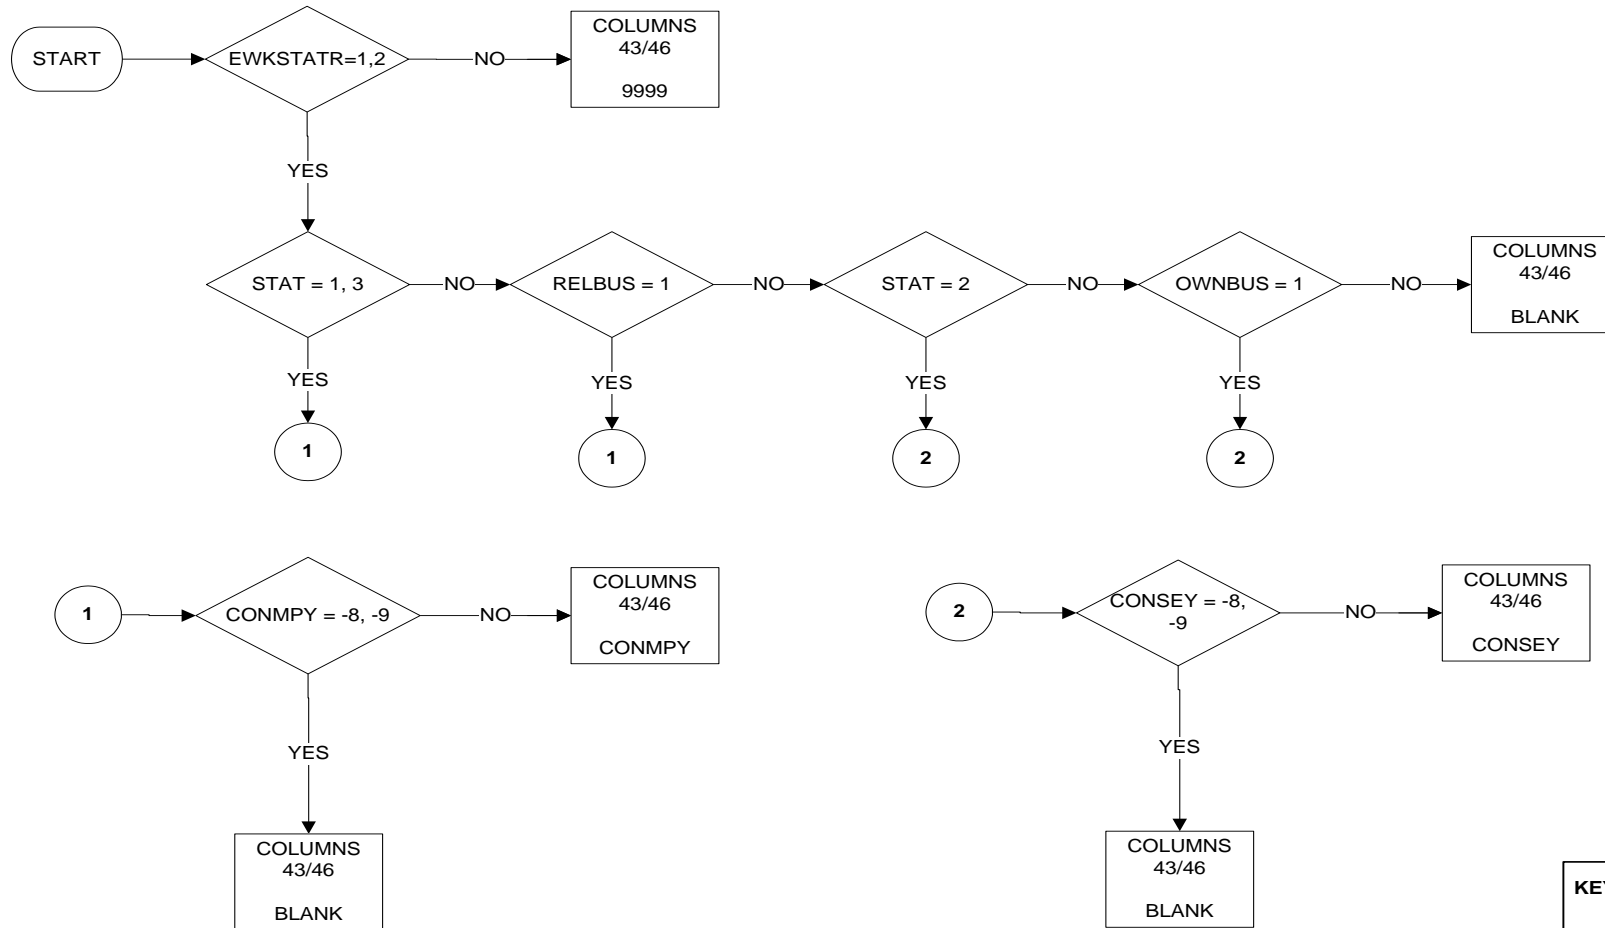 START
EWKSTATR=1,2
NO
COLUMNS
43/46
9999
YES
STAT = 1, 3
NO
RELBUS = 1
NO
STAT = 2
NO
OWNBUS = 1
NO
COLUMNS
43/46
BLANK
YES
YES
YES
YES
1
1
2
2
1
CONMPY = -8, -9
NO
COLUMNS
43/46
CONMPY
2
CONSEY = -8,
-9
NO
COLUMNS
43/46
CONSEY
YES
YES
COLUMNS
43/46
BLANK
COLUMNS
43/46
BLANK